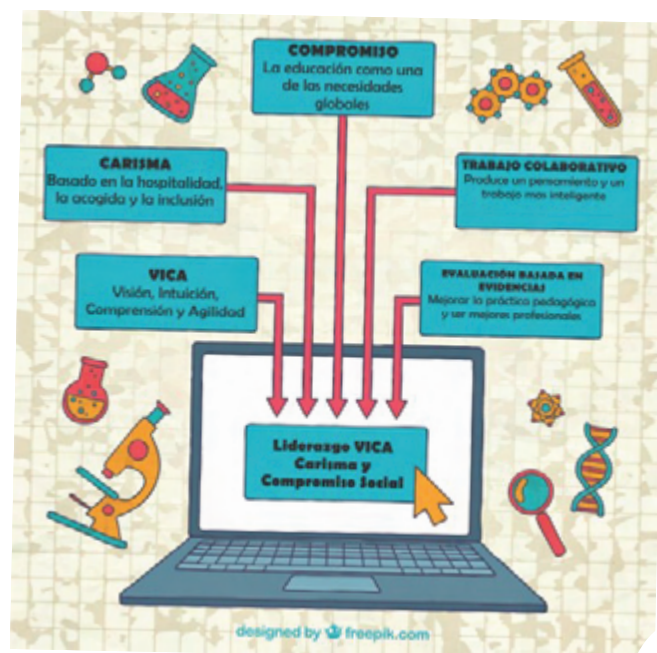 COMPROMISO
La educación como una
de las necesidades
globales
CARISMA
Basado en la hospitalidad,
la acogida y la inclusión
TRABAJO COLABORATIVO
Produce un pensamiento y un
trabajo mas inteligente
VICA
Visión, Intuición,
Comprensión y Agilidad
EVALUACIÓN BASADA EN
EVIDENCIAS
Mejorar la práctica pedagógica
y ser mejores profesionales
Liderazgo VICA
Carisma y
Compromiso Social
designed by freepik.com